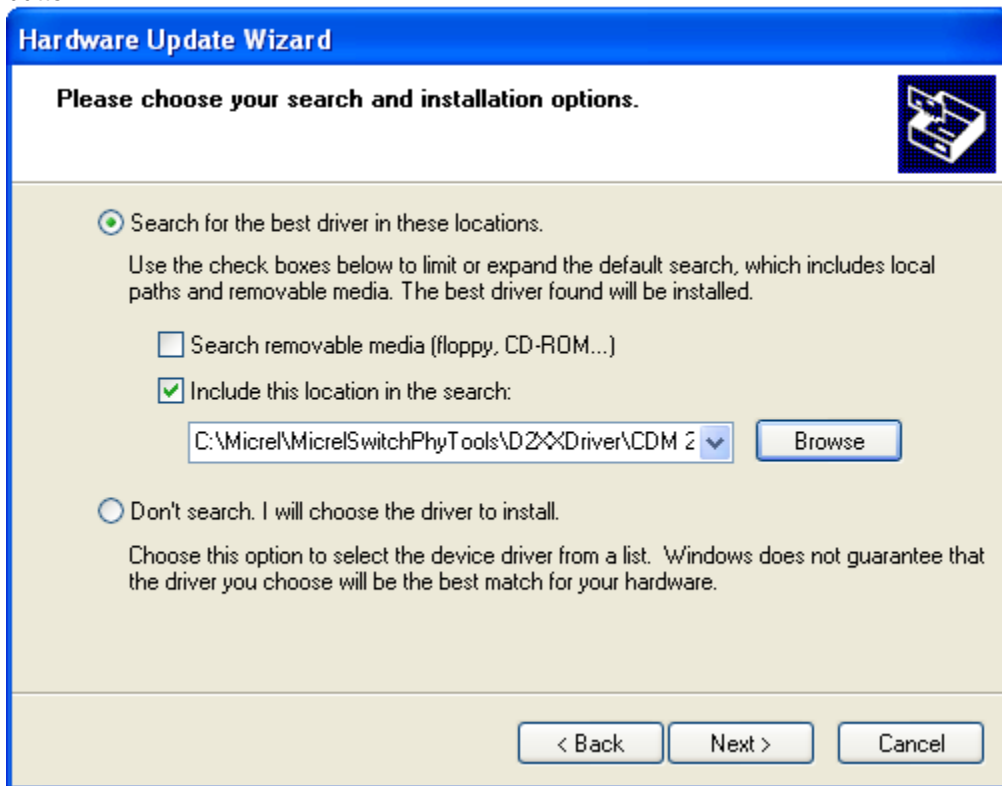 Hardware Update Wizard
Please choose your search and installation options.
Search for the best driver in these locations.
Use the check boxes below to limit or expand the default search, which includes local
paths and removable media. The best driver found will be installed.
Search removable media (floppy, CD-ROM...)
Include this location in the search:
C:\Micrel\MicrelSwitchPhyTools\D2XXDriver\CDM 2
Browse
Don't search. I will choose the driver to install.
Choose this option to select the device driver from a list. Windows does not guarantee that
the driver you choose will be the best match for your hardware.
< Back
Next >
Cancel